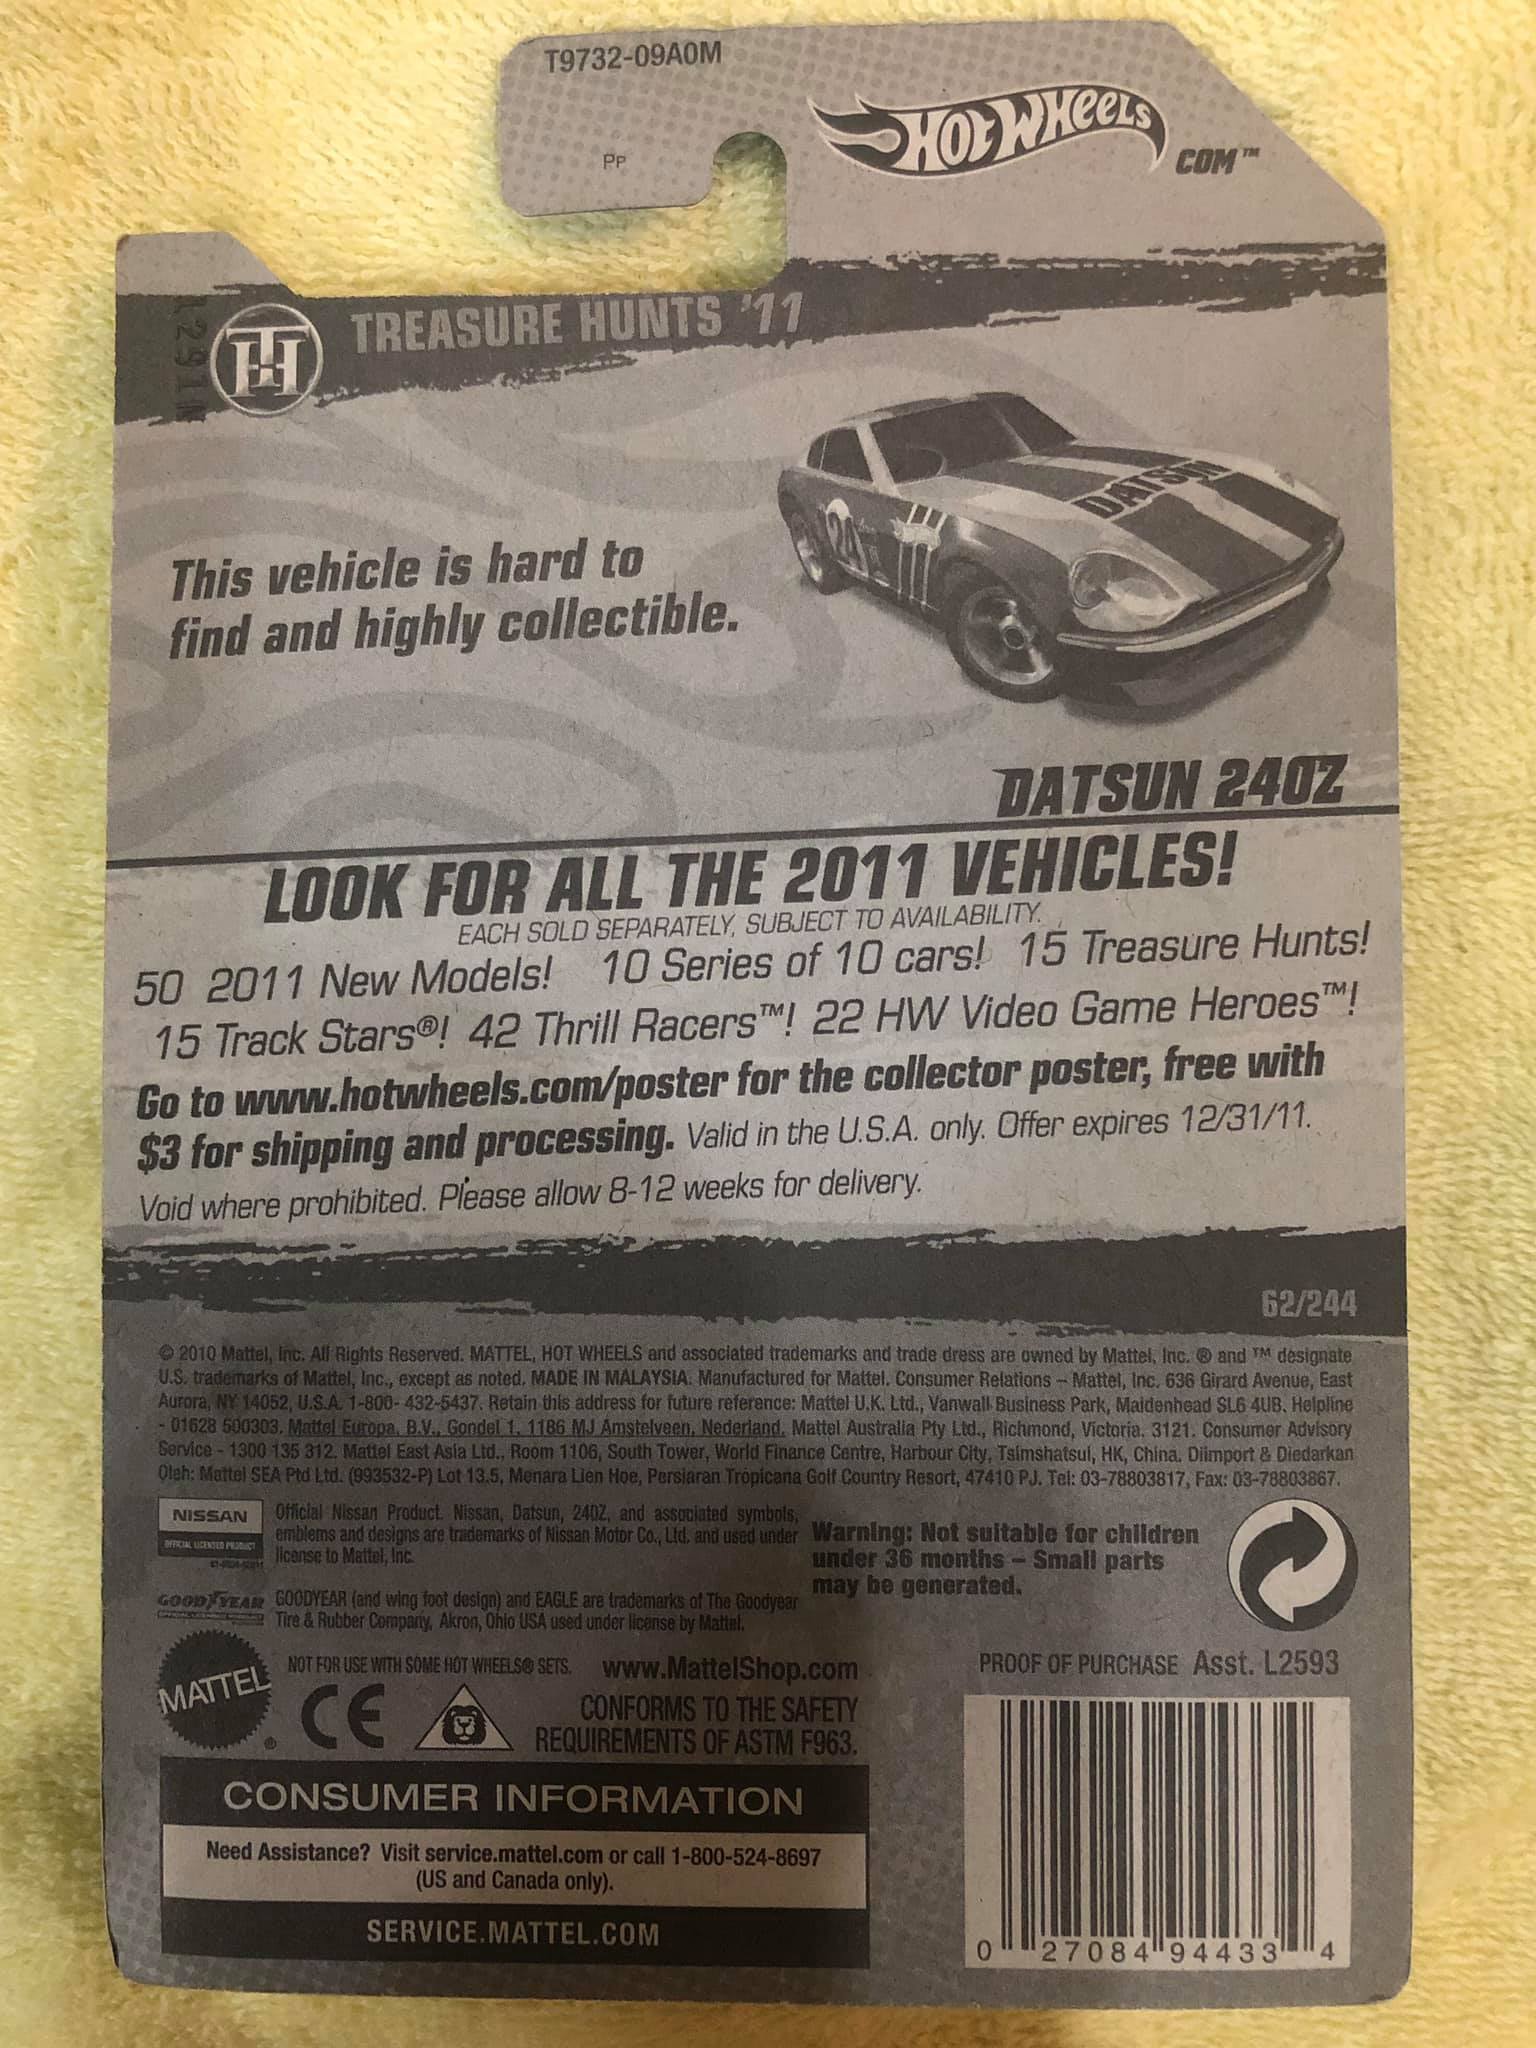 T9732-09A0M
Hot Wheels
COM™
PP
TREASURE HUNTS '11
TH
1291N
DATSUN
24
This vehicle is hard to
find and highly collectible.
DATSUN 240Z
LOOK FOR ALL THE 2011 VEHICLES!
EACH SOLD SEPARATELY, SUBJECT TO AVAILABILITY.
50 2011 New Models! 10 Series of 10 cars! 15 Treasure Hunts!
15 Track Stars®! 42 Thrill Racers™! 22 HW Video Game Heroes™!
Go to www.hotwheels.com/poster for the collector poster, free with
$3 for shipping and processing. Valid in the U.S.A. only. Offer expires 12/31/11.
Void where prohibited. Please allow 8-12 weeks for delivery.
62/244
© 2010 Mattel, Inc. All Rights Reserved. MATTEL, HOT WHEELS and associated trademarks and trade dress are owned by Mattel, Inc. ® and ™ designate
U.S. trademarks of Mattel, Inc., except as noted. MADE IN MALAYSIA. Manufactured for Mattel. Consumer Relations – Mattel, Inc. 636 Girard Avenue, East
Aurora, NY 14052, U.S.A. 1-800- 432-5437. Retain this address for future reference: Mattel U.K. Ltd., Vanwall Business Park, Maidenhead SL6 4UB. Helpline
- 01628 500303. Mattel Europa, B.V., Gondel 1, 1186 MJ Amstelveen, Nederland. Mattel Australia Pty Ltd., Richmond, Victoria. 3121. Consumer Advisory
Service - 1300 135 312. Mattel East Asia Ltd., Room 1106, South Tower, World Finance Centre, Harbour City, Tsimshatsui, HK, China. Diimport & Diedarkan
Oleh: Mattel SEA Ptd Ltd. (993532-P) Lot 13.5, Menara Lien Hoe, Persiaran Tropicana Golf Country Resort, 47410 PJ. Tel: 03-78803817, Fax: 03-78803867.
NISSAN
OFFICIAL LICENSED PRODUCT
Official Nissan Product. Nissan, Datsun, 240Z, and associated symbols,
emblems and designs are trademarks of Nissan Motor Co., Ltd. and used under
license to Mattel, Inc.
Warning: Not suitable for children
under 36 months – Small parts
may be generated.
GOODYEAR
GOODYEAR (and wing foot design) and EAGLE are trademarks of The Goodyear
Tire & Rubber Company, Akron, Ohio USA used under license by Mattel.
MATTEL®
NOT FOR USE WITH SOME HOT WHEELS® SETS. www.MattelShop.com
CE
CONFORMS TO THE SAFETY
REQUIREMENTS OF ASTM F963.
PROOF OF PURCHASE Asst. L2593
CONSUMER INFORMATION
Need Assistance? Visit service.mattel.com or call 1-800-524-8697
(US and Canada only).
SERVICE.MATTEL.COM
0 27084 94433 4